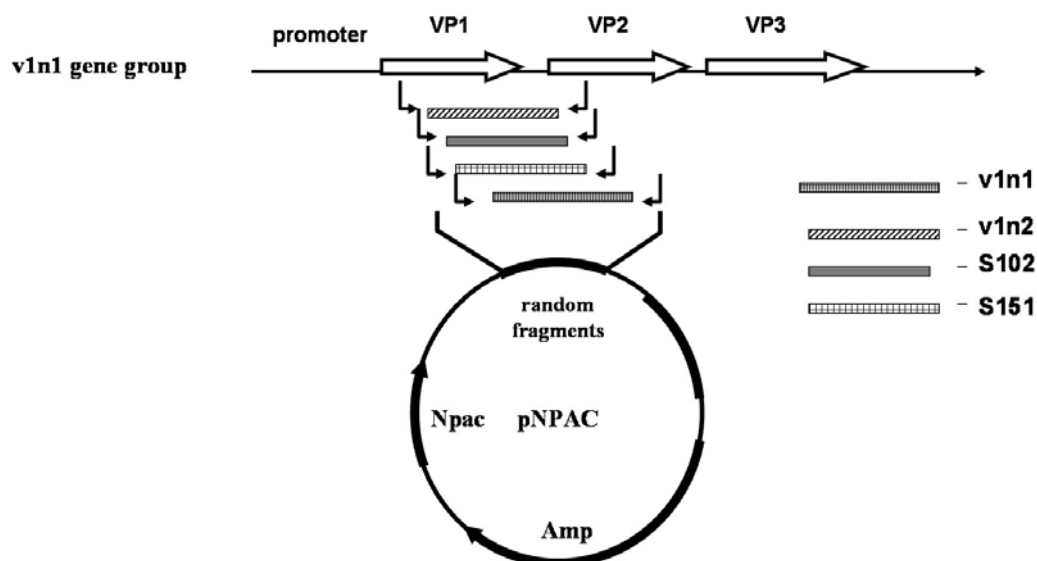 promoter VP1 VP2 VP3
v1n1 gene group
– v1n1
– v1n2
– S102
– S151
random
fragments
Npac pNPAC
Amp